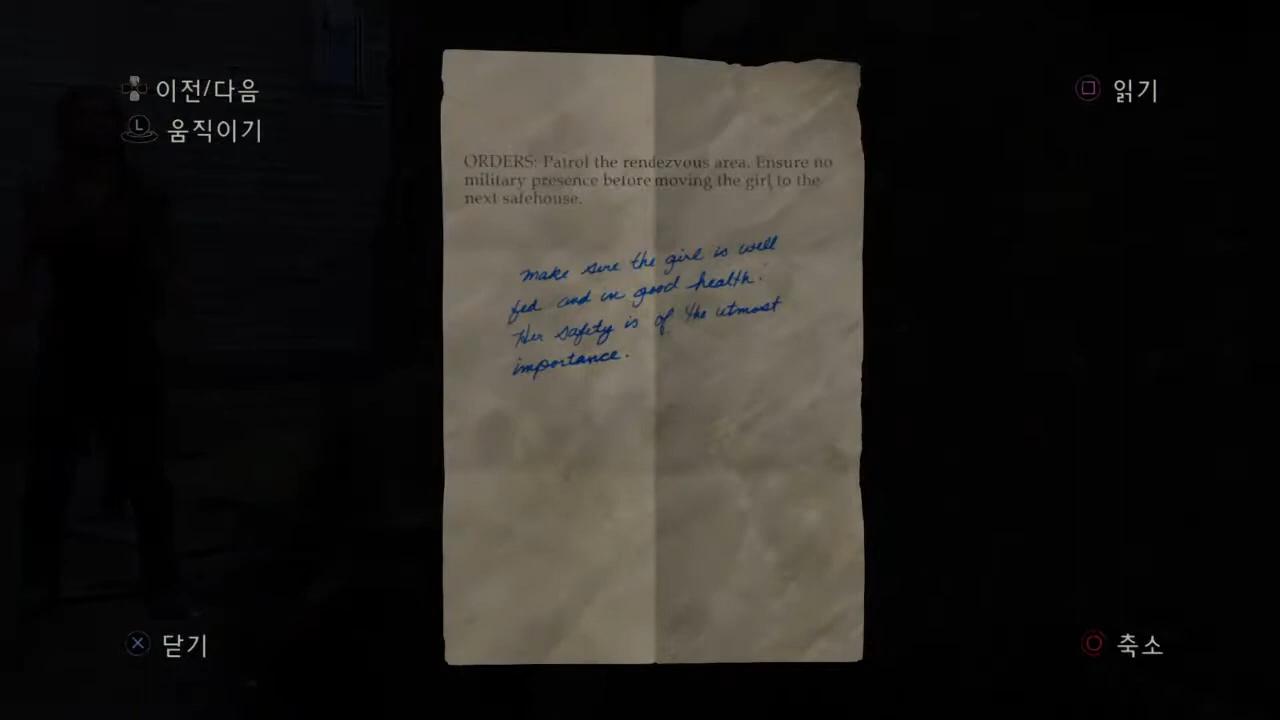 이전/다음
움직이기
읽기
ORDERS: Patrol the rendezvous area. Ensure no
military presence before moving the girl to the
next safehouse.
make sure the girl is well
fed and in good health.
Her safety is of the utmost
importance.
닫기
축소